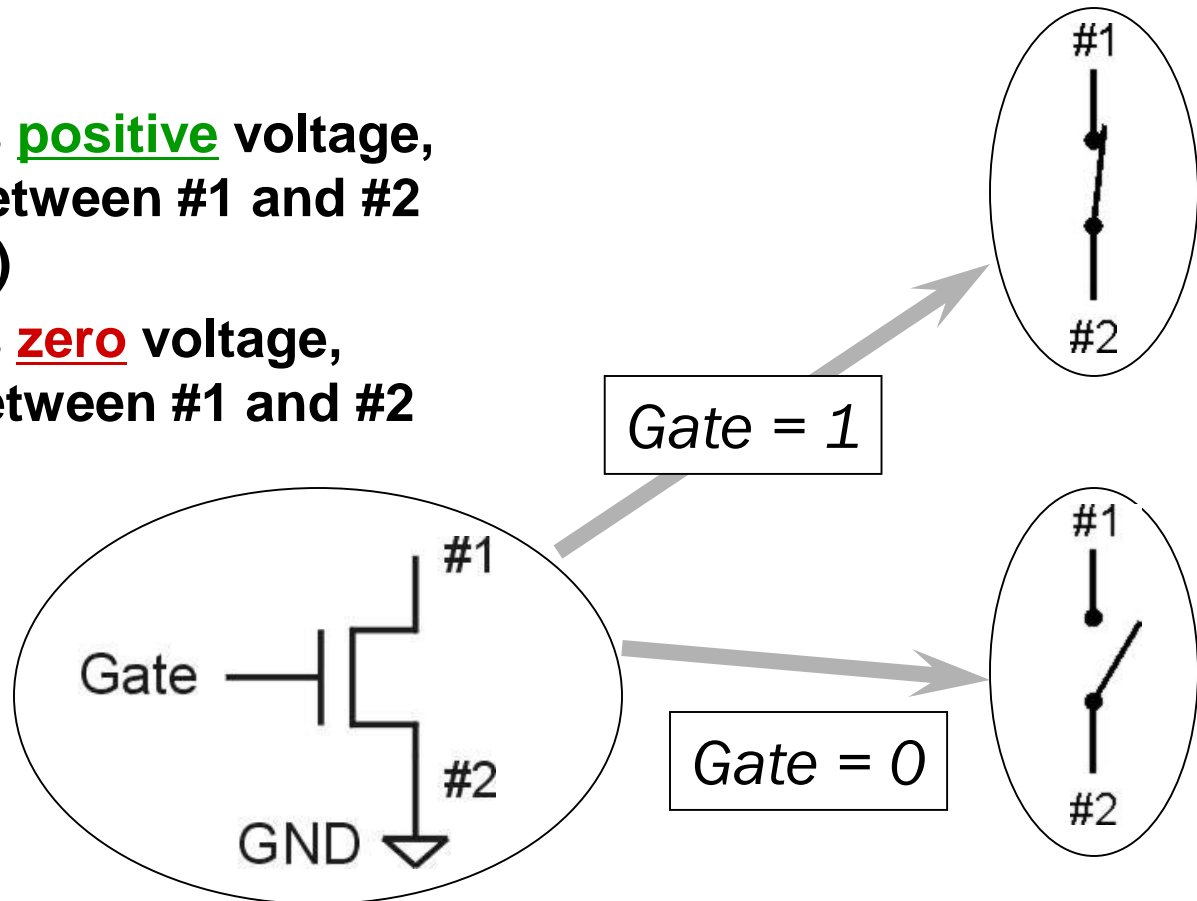 positive voltage,
etween #1 and #2
)
zero voltage,
etween #1 and #2
#1
#2
Gate = 1
#1
Gate
#2
GND
#1
#2
Gate = 0